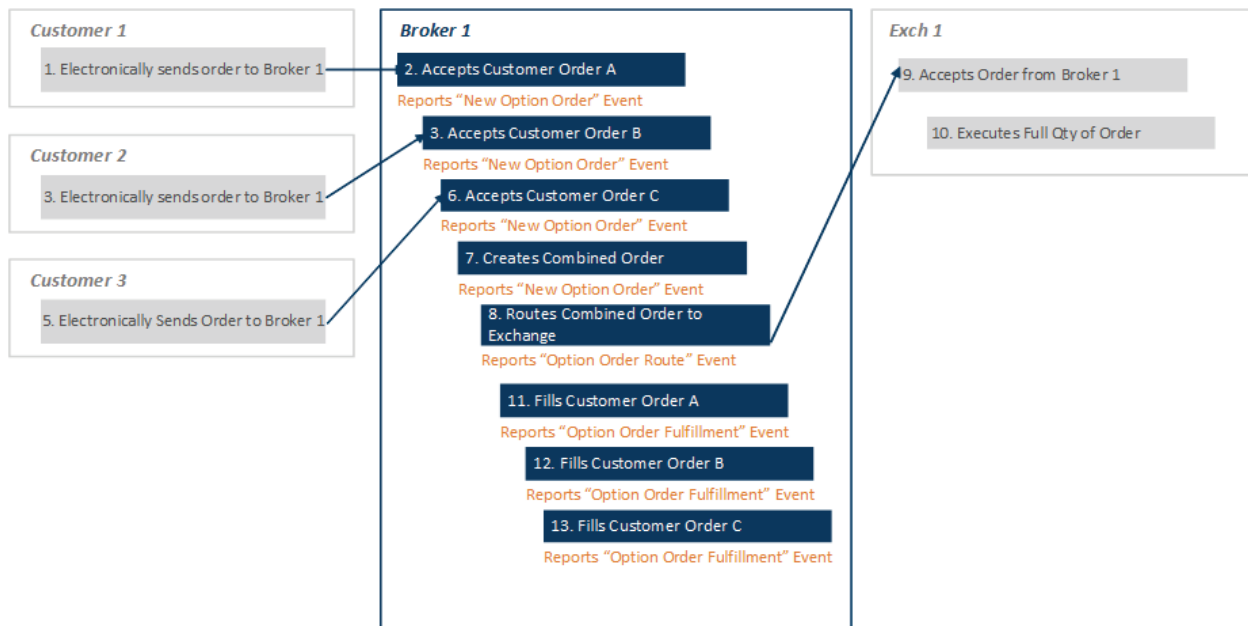 Customer 1
1. Electronically sends order to Broker 1
Customer 2
3. Electronically sends order to Broker 1
Customer 3
5. Electronically Sends Order to Broker 1
Broker 1
2. Accepts Customer Order A
Reports “New Option Order” Event
3. Accepts Customer Order B
Reports “New Option Order” Event
6. Accepts Customer Order C
Reports “New Option Order” Event
7. Creates Combined Order
Reports “New Option Order” Event
8. Routes Combined Order to
Exchange
Reports “Option Order Route” Event
11. Fills Customer Order A
Reports “Option Order Fulfillment” Event
12. Fills Customer Order B
Reports “Option Order Fulfillment” Event
13. Fills Customer Order C
Reports “Option Order Fulfillment” Event
Exch 1
9. Accepts Order from Broker 1
10. Executes Full Qty of Order